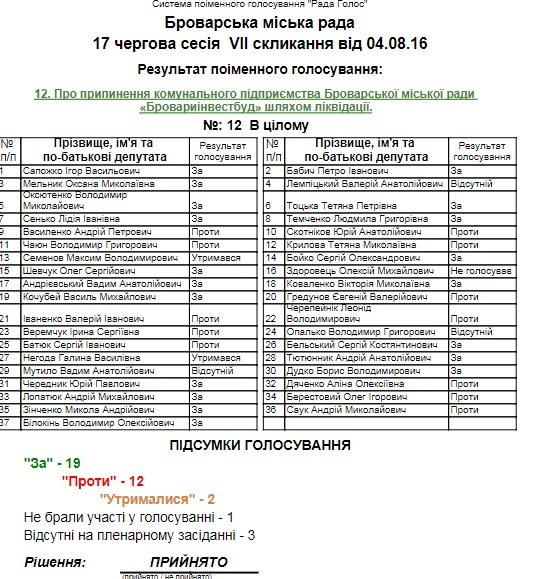 Система поіменного голосування "Рада Голос"
Броварська міська рада
17 чергова сесія VII скликання від 04.08.16
Результат поіменного голосування:
12. Про припинення комунального підприємства Броварської міської ради
«Броваріінвестбуд» шляхом ліквідації.
№: 12 В цілому
№ п/п Прізвище, ім'я та по-батькові депутата Результат голосування № п/п Прізвище, ім'я та по-батькові депутата Результат голосування
1 Сапожко Ігор Васильович За 2 Бабич Петро Іванович За
3 Мельник Оксана Миколаївна За 4 Лемпіцький Валерій Анатолійович Відсутній
5 Оксютенко Володимир Миколайович За 6 Тоцька Тетяна Петрівна За
7 Сенько Лідія Іванівна За 8 Темченко Людмила Григорівна За
9 Василенко Андрій Петрович Проти 10 Скотніков Юрій Анатолійович Проти
11 Чаюн Володимир Григорович Проти 12 Крилова Тетяна Миколаївна Проти
13 Семенов Максим Володимирович Утримався 14 Бойко Сергій Олександрович За
15 Шевчук Олег Сергійович За 16 Здоровець Олексій Михайлович Не голосував
17 Андрієвський Вадим Анатолійович За 18 Коваленко Вікторія Миколаївна За
19 Кочубей Василь Михайлович За 20 Гредунов Євгеній Валерійович Проти
21 Іваненко Валерій Іванович Проти 22 Черепейнік Леонід Володимирович Проти
23 Веремчук Ірина Сергіївна Проти 24 Опалько Володимир Григорович Відсутній
25 Батюк Сергій Іванович Проти 26 Бельський Сергій Костянтинович За
27 Негода Галина Василівна Утримався 28 Тютюнник Андрій Анатолійович За
29 Мутило Вадим Анатолійович Відсутній 30 Дудко Борис Володимирович За
31 Чередник Юрій Павлович За 32 Дяченко Аліна Олексіївна Проти
33 Лопатюк Андрій Михайлович За 34 Берестовий Олег Ігорович Проти
35 Зінченко Микола Андрійович За 36 Саук Андрій Миколайович Проти
37 Білокінь Володимир Олексійович За
ПІДСУМКИ ГОЛОСУВАННЯ
"За" - 19
"Проти" - 12
"Утрималися" - 2
Не брали участі у голосуванні - 1
Відсутні на пленарному засіданні - 3
Рішення: ПРИЙНЯТО
(прийнято / не прийнято)